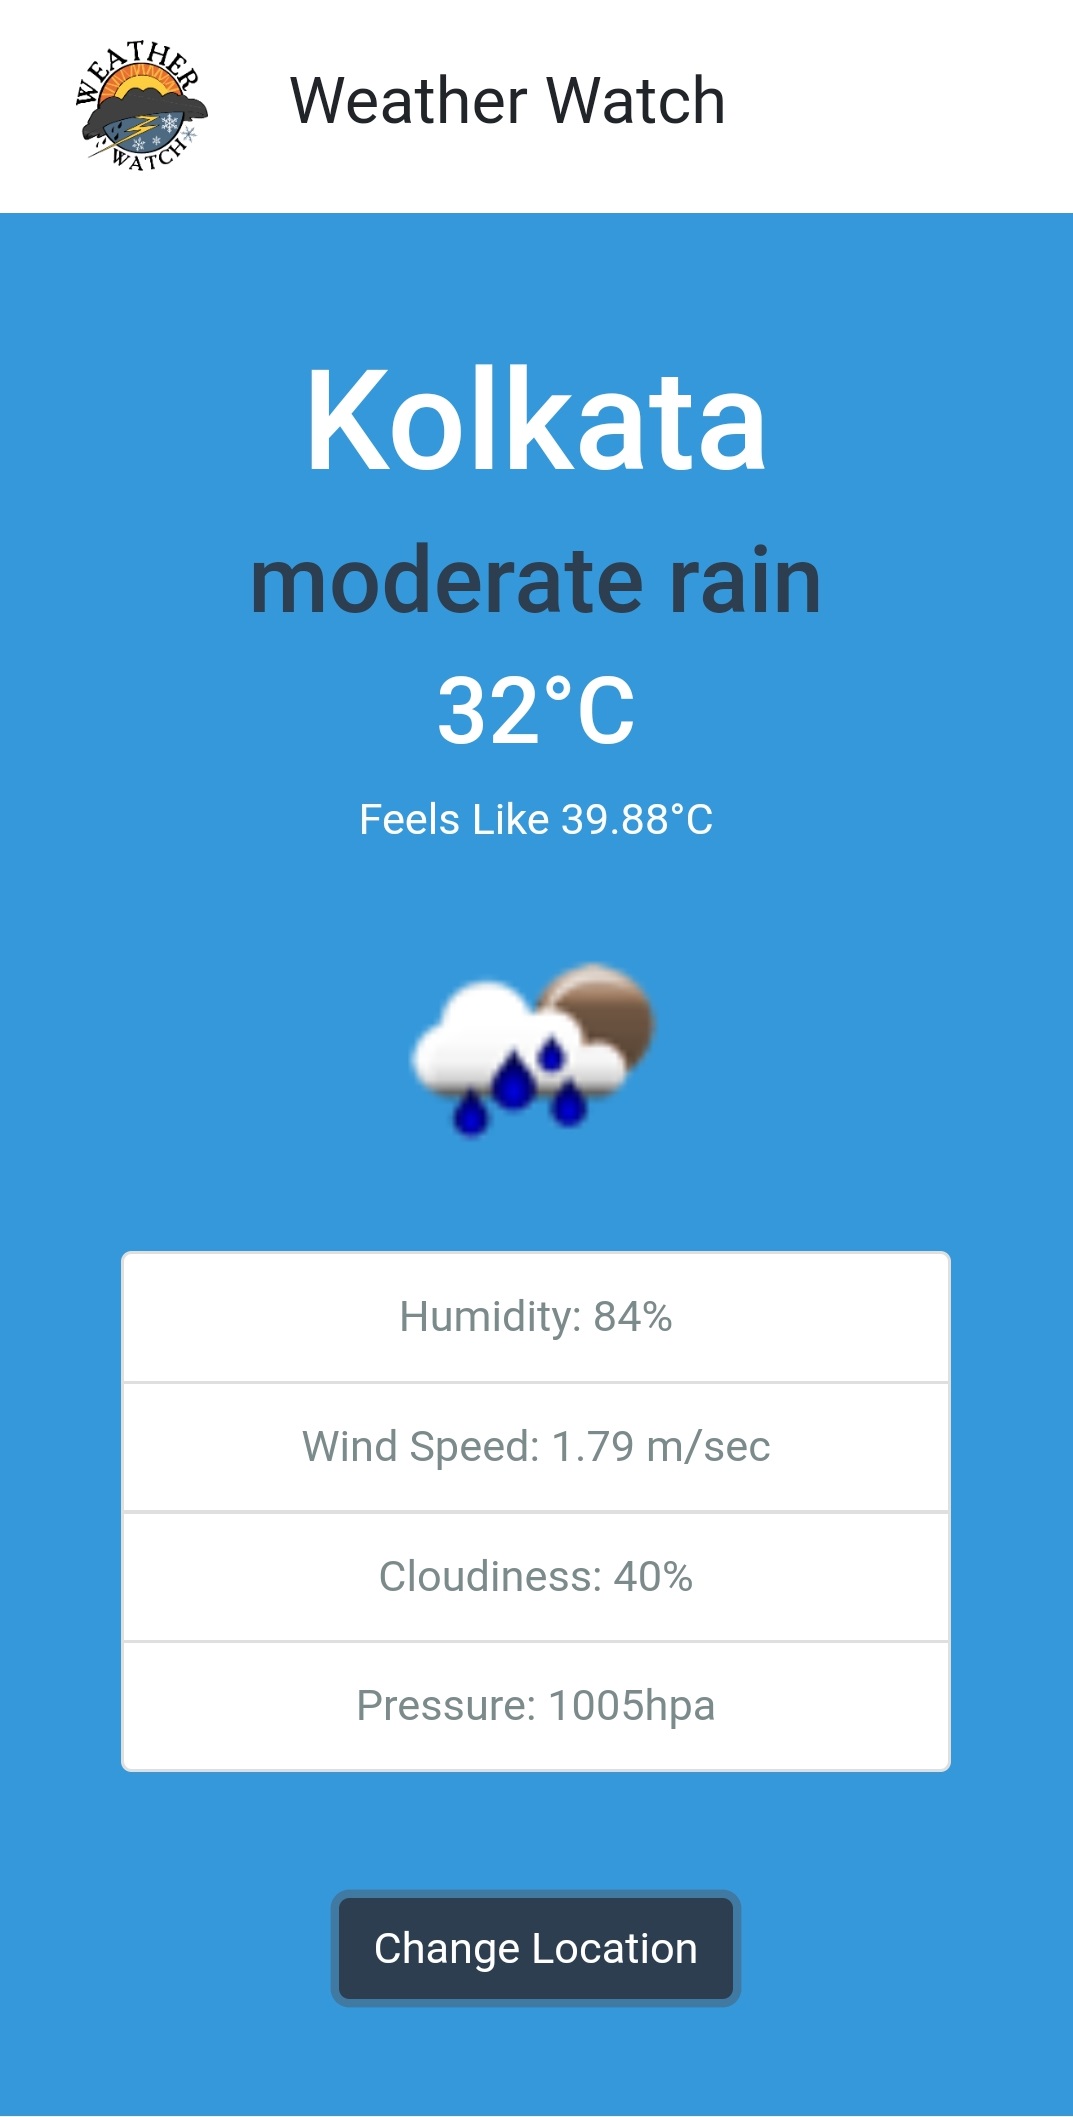 WEATHER
WATCH
Weather Watch
Kolkata
moderate rain
32°C
Feels Like 39.88°C
Humidity: 84%
Wind Speed: 1.79 m/sec
Cloudiness: 40%
Pressure: 1005hpa
Change Location